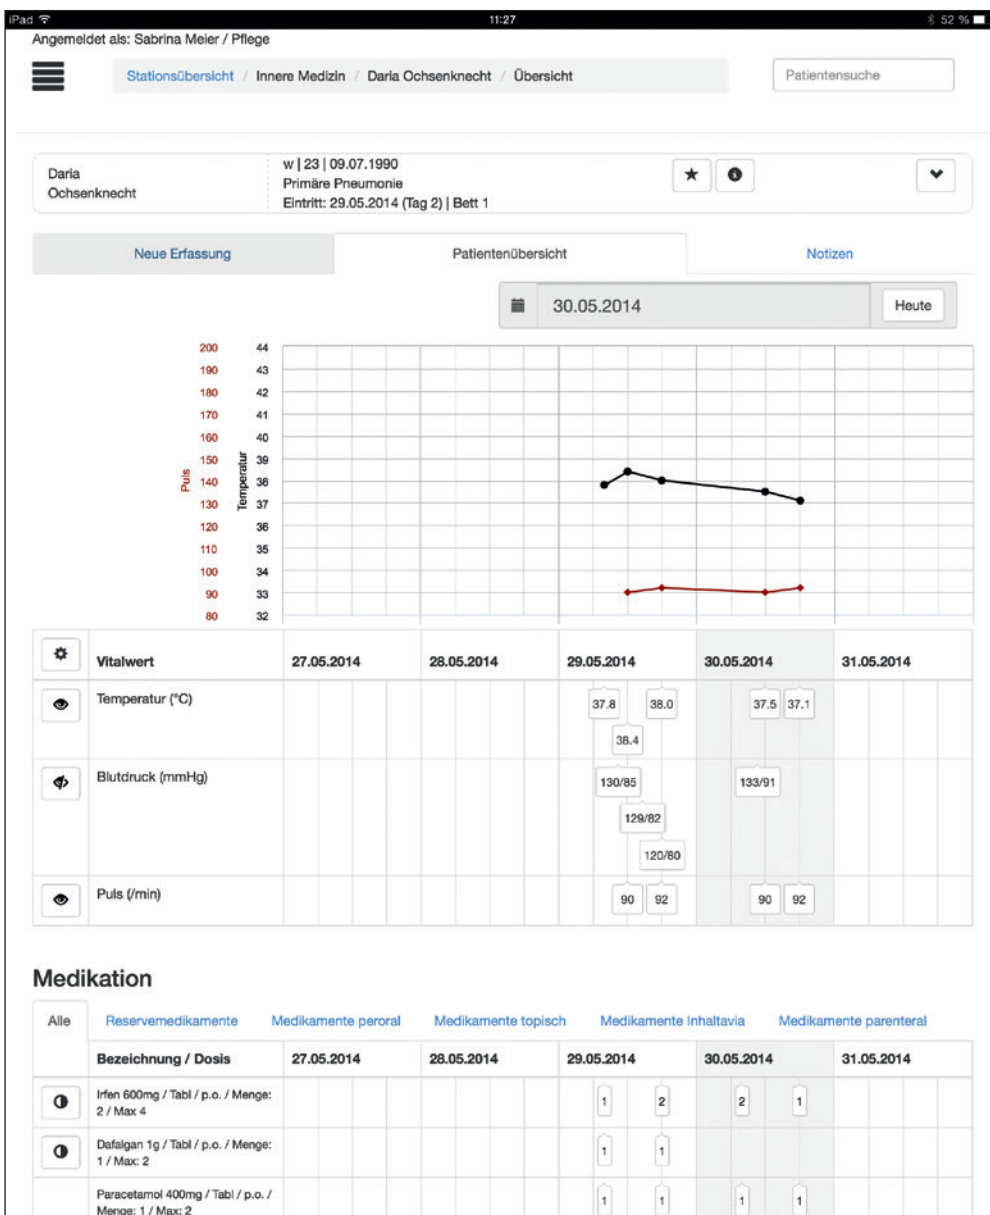 iPad 11:27 52 %
Angemeldet als: Sabrina Meier / Pflege
Stationsübersicht / Innere Medizin / Daria Ochsenknecht / Übersicht
Patientensuche
Daria
Ochsenknecht
w | 23 | 09.07.1990
Primäre Pneumonie
Eintritt: 29.05.2014 (Tag 2) | Bett 1
Neue Erfassung Patientenübersicht Notizen
30.05.2014 Heute
Puls
Temperatur
200 44
190 43
180 42
170 41
160 40
150 39
140 38
130 37
120 36
110 35
100 34
90 33
80 32
Vitalwert 27.05.2014 28.05.2014 29.05.2014 30.05.2014 31.05.2014
Temperatur (°C) 37.8 38.0 37.5 37.1
38.4
Blutdruck (mmHg) 130/85 133/91
129/82
120/80
Puls (/min) 90 92 90 92
Medikation
Alle Reservemedikamente Medikamente peroral Medikamente topisch Medikamente Inhaltavia Medikamente parenteral
Bezeichnung / Dosis 27.05.2014 28.05.2014 29.05.2014 30.05.2014 31.05.2014
Irfen 600mg / Tabl / p.o. / Menge:
2 / Max 4
1 2 2 1
Dafalgan 1g / Tabl / p.o. / Menge:
1 / Max: 2
1 1
Paracetamol 400mg / Tabl / p.o. /
Menge: 1 / Max: 2
1 1 1 1